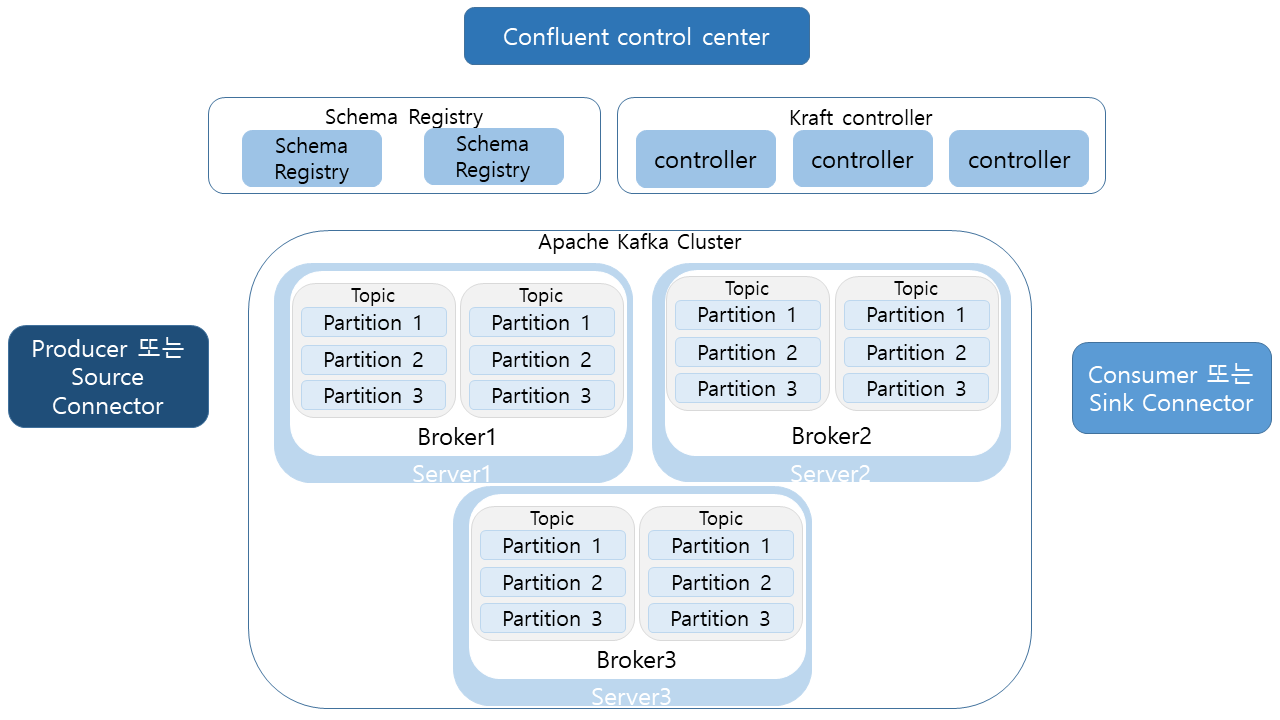 Confluent control center
Schema Registry
Schema
Registry
Schema
Registry
Kraft controller
controller
controller
controller
Apache Kafka Cluster
Producer 또는
Source
Connector
Topic
Partition 1
Partition 2
Partition 3
Topic
Partition 1
Partition 2
Partition 3
Broker1
Server1
Topic
Partition 1
Partition 2
Partition 3
Topic
Partition 1
Partition 2
Partition 3
Broker2
Server2
Consumer 또는
Sink Connector
Topic
Partition 1
Partition 2
Partition 3
Topic
Partition 1
Partition 2
Partition 3
Broker3
Server3